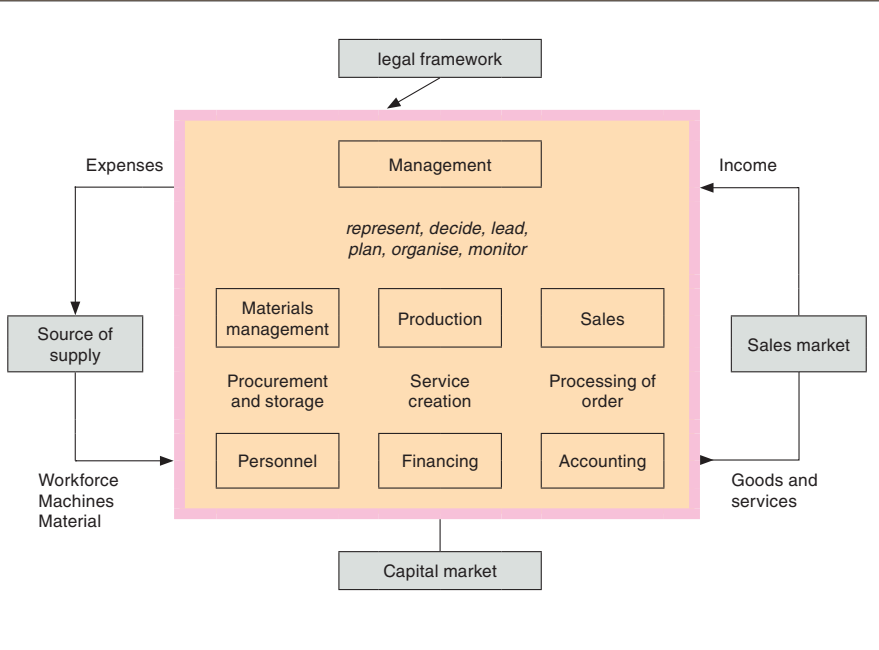 legal framework
Expenses
Management
Income
represent, decide, lead,
plan, organise, monitor
Materials
management
Production
Sales
Source of
supply
Sales market
Procurement
and storage
Service
creation
Processing of
order
Personnel
Financing
Accounting
Workforce
Machines
Material
Goods and
services
Capital market